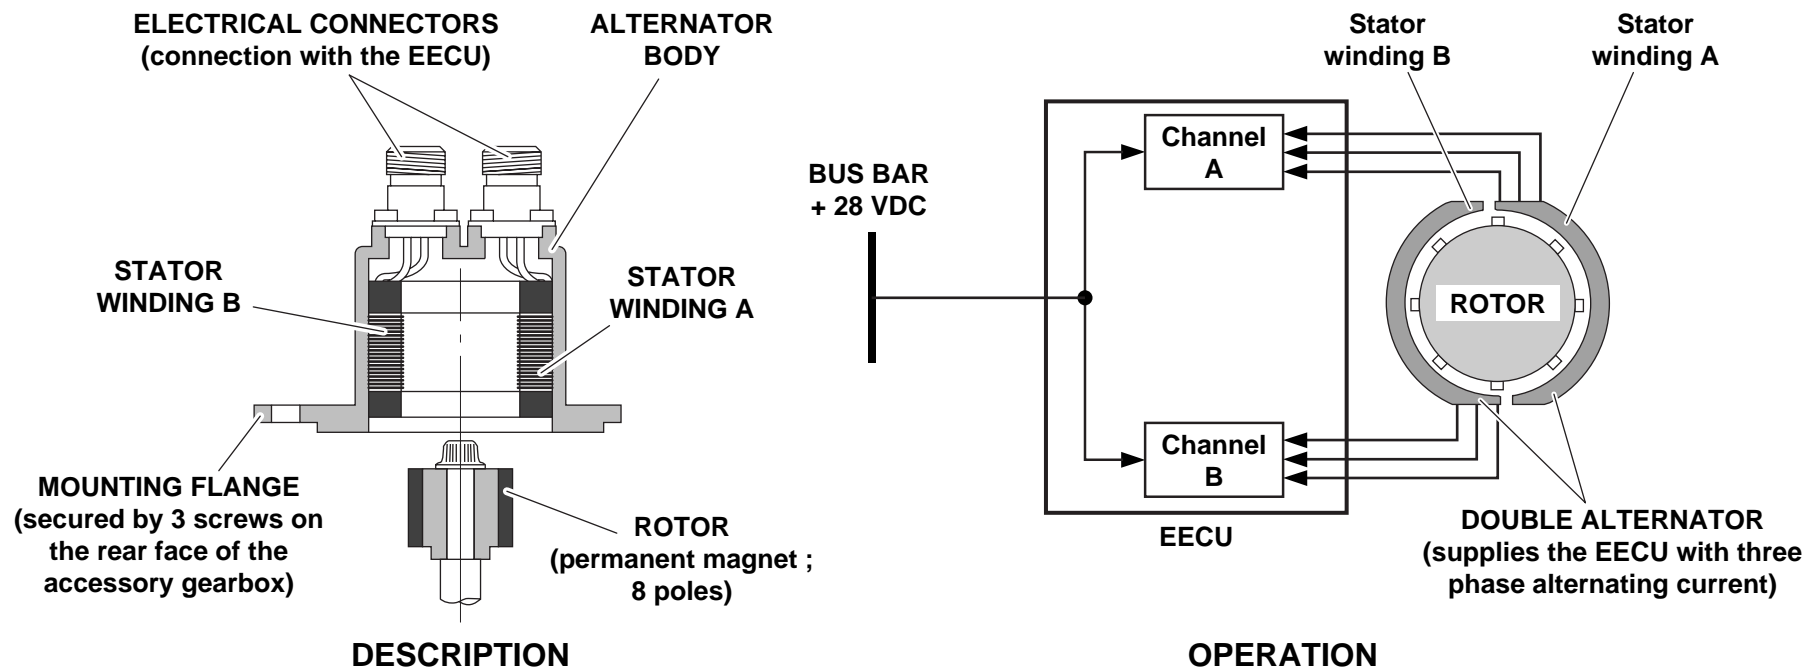 ELECTRICAL CONNECTORS
(connection with the EECU)
ALTERNATOR
BODY
STATOR
WINDING B
STATOR
WINDING A
MOUNTING FLANGE
(secured by 3 screws on
the rear face of the
accessory gearbox)
ROTOR
(permanent magnet ;
8 poles)
DESCRIPTION
Stator
winding B
Stator
winding A
BUS BAR
+ 28 VDC
Channel
A
ROTOR
Channel
B
EECU
DOUBLE ALTERNATOR
(supplies the EECU with three
phase alternating current)
OPERATION